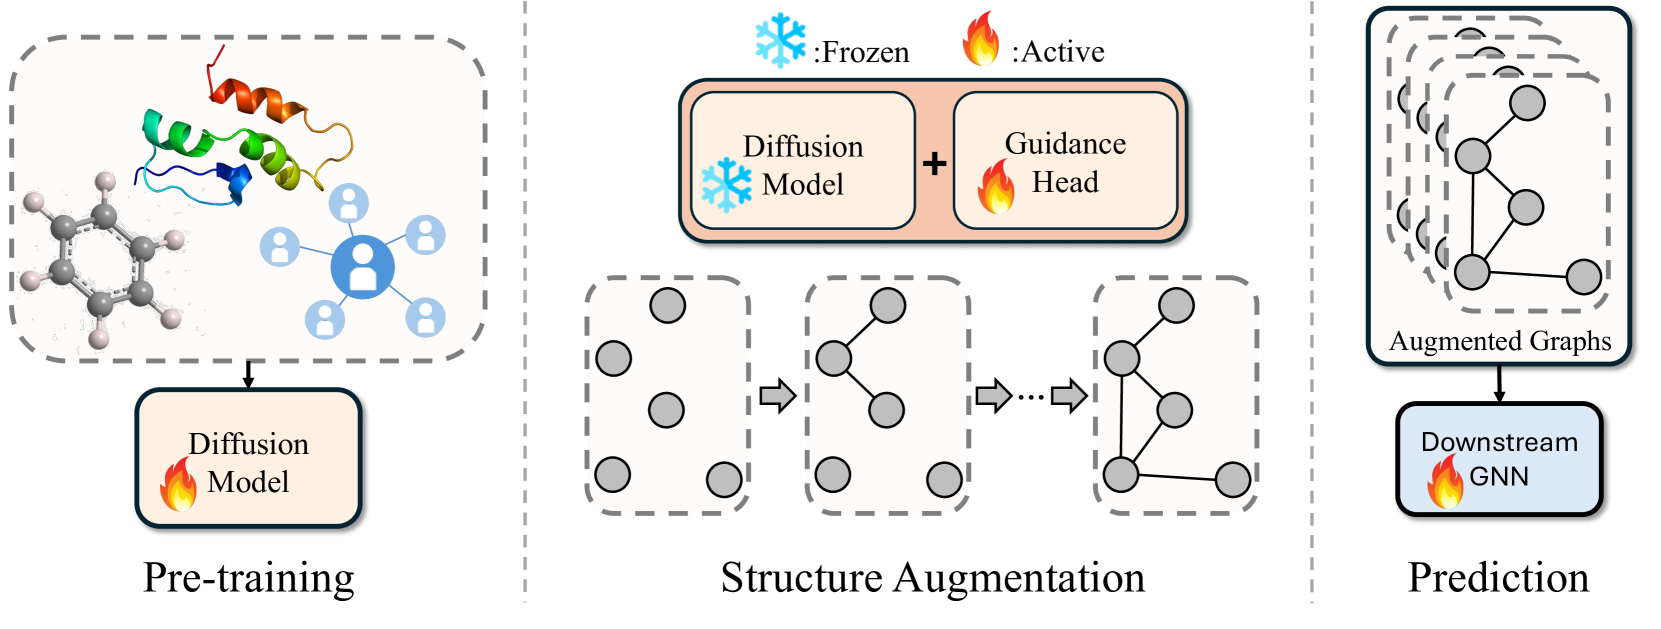 Diffusion
Model
Pre-training
:Frozen
:Active
Diffusion
Model
+
Guidance
Head
...
Structure Augmentation
Augmented Graphs
Downstream
GNN
Prediction